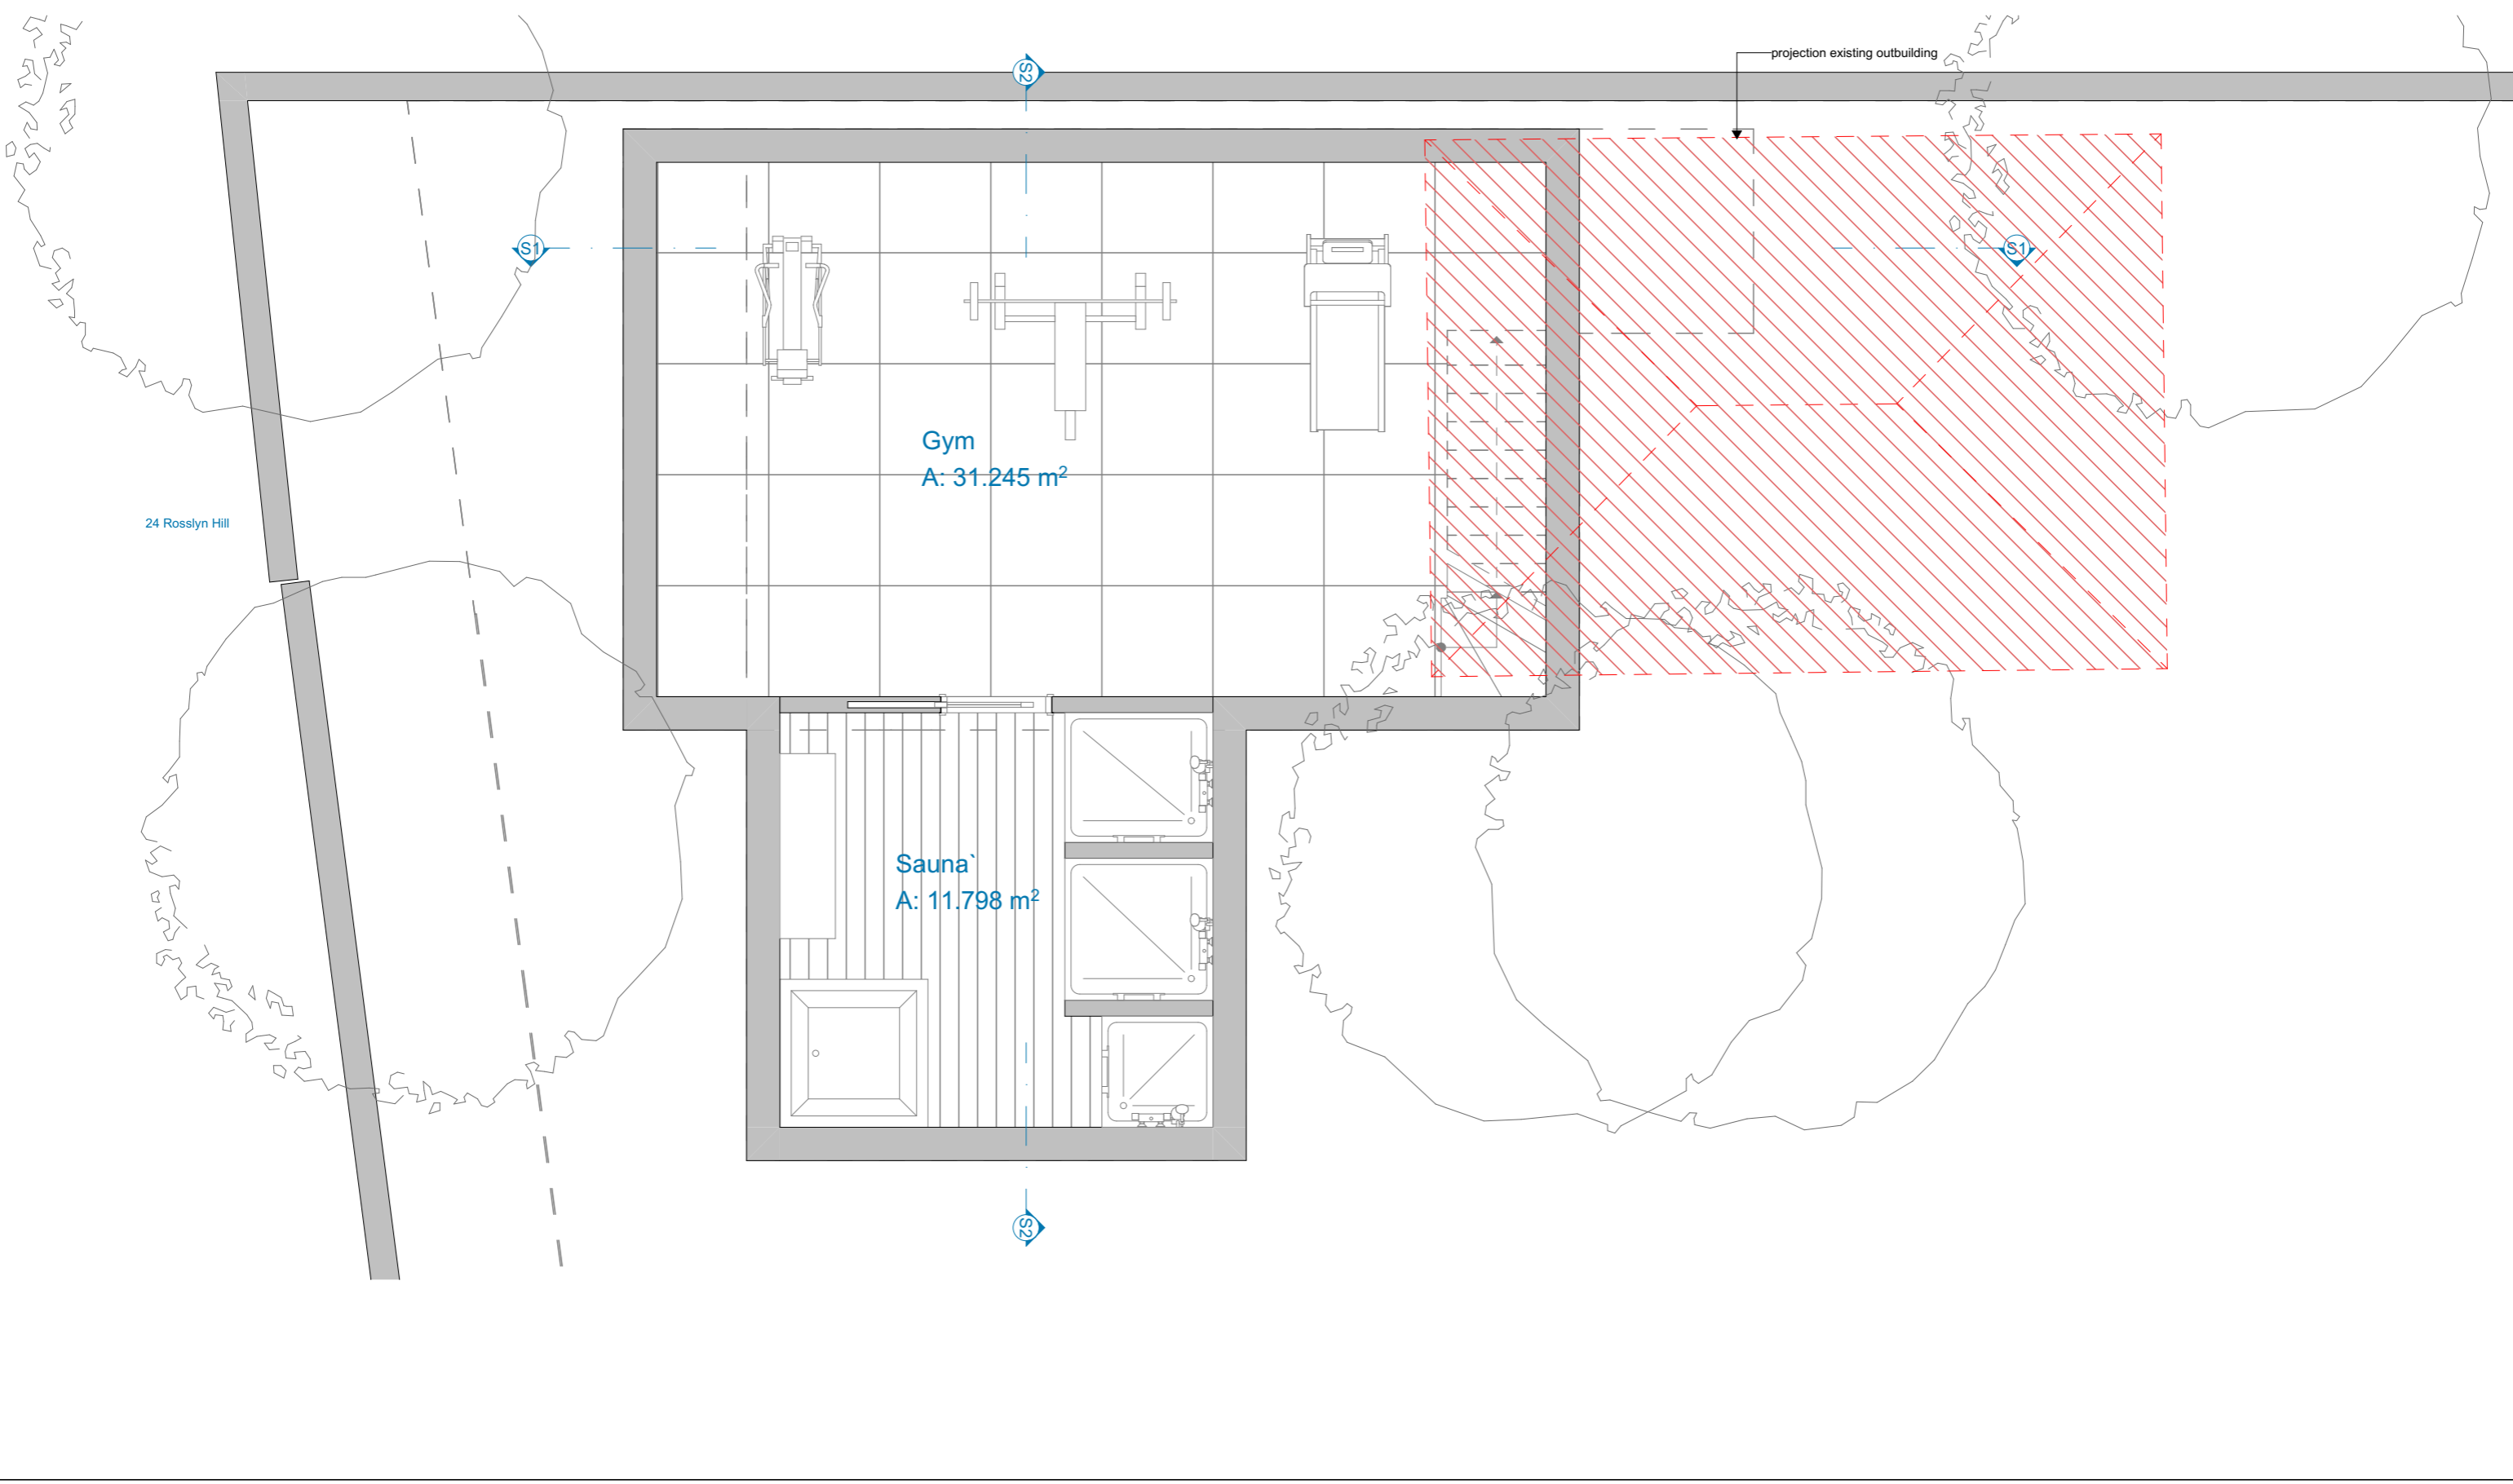 projection existing outbuilding
S2
S1
S1
Gym
A: 31.245 m²
24 Rosslyn Hill
Sauna`
A: 11.798 m²
S2